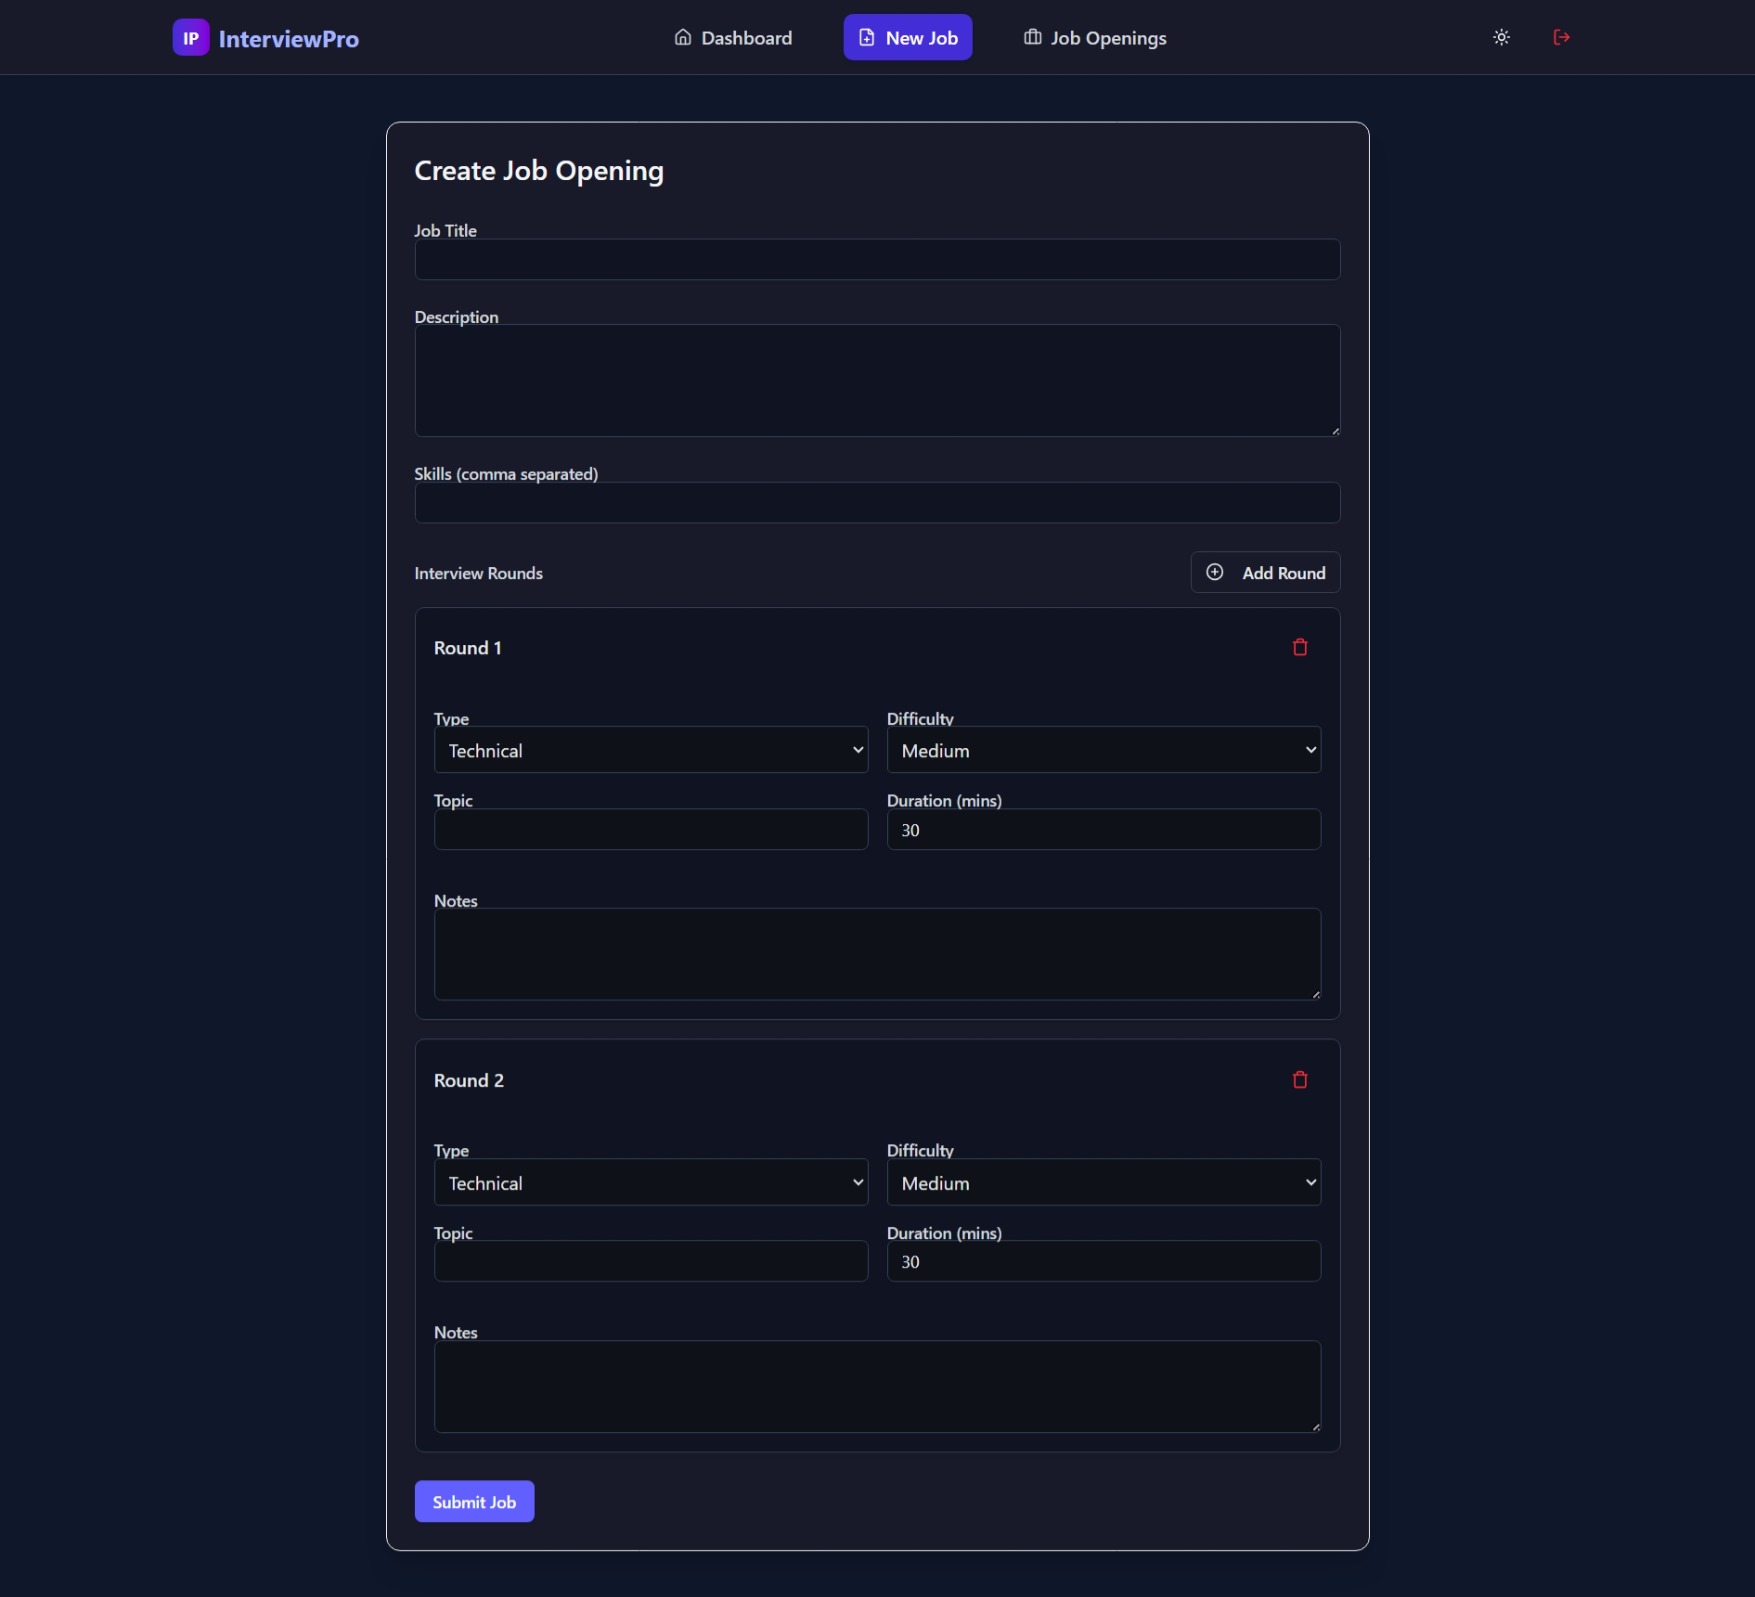 IP InterviewPro Dashboard New Job Job Openings
Create Job Opening
Job Title
Description
Skills (comma separated)
Interview Rounds Add Round
Round 1
Type Difficulty
Technical Medium
Topic Duration (mins)
30
Notes
Round 2
Type Difficulty
Technical Medium
Topic Duration (mins)
30
Notes
Submit Job